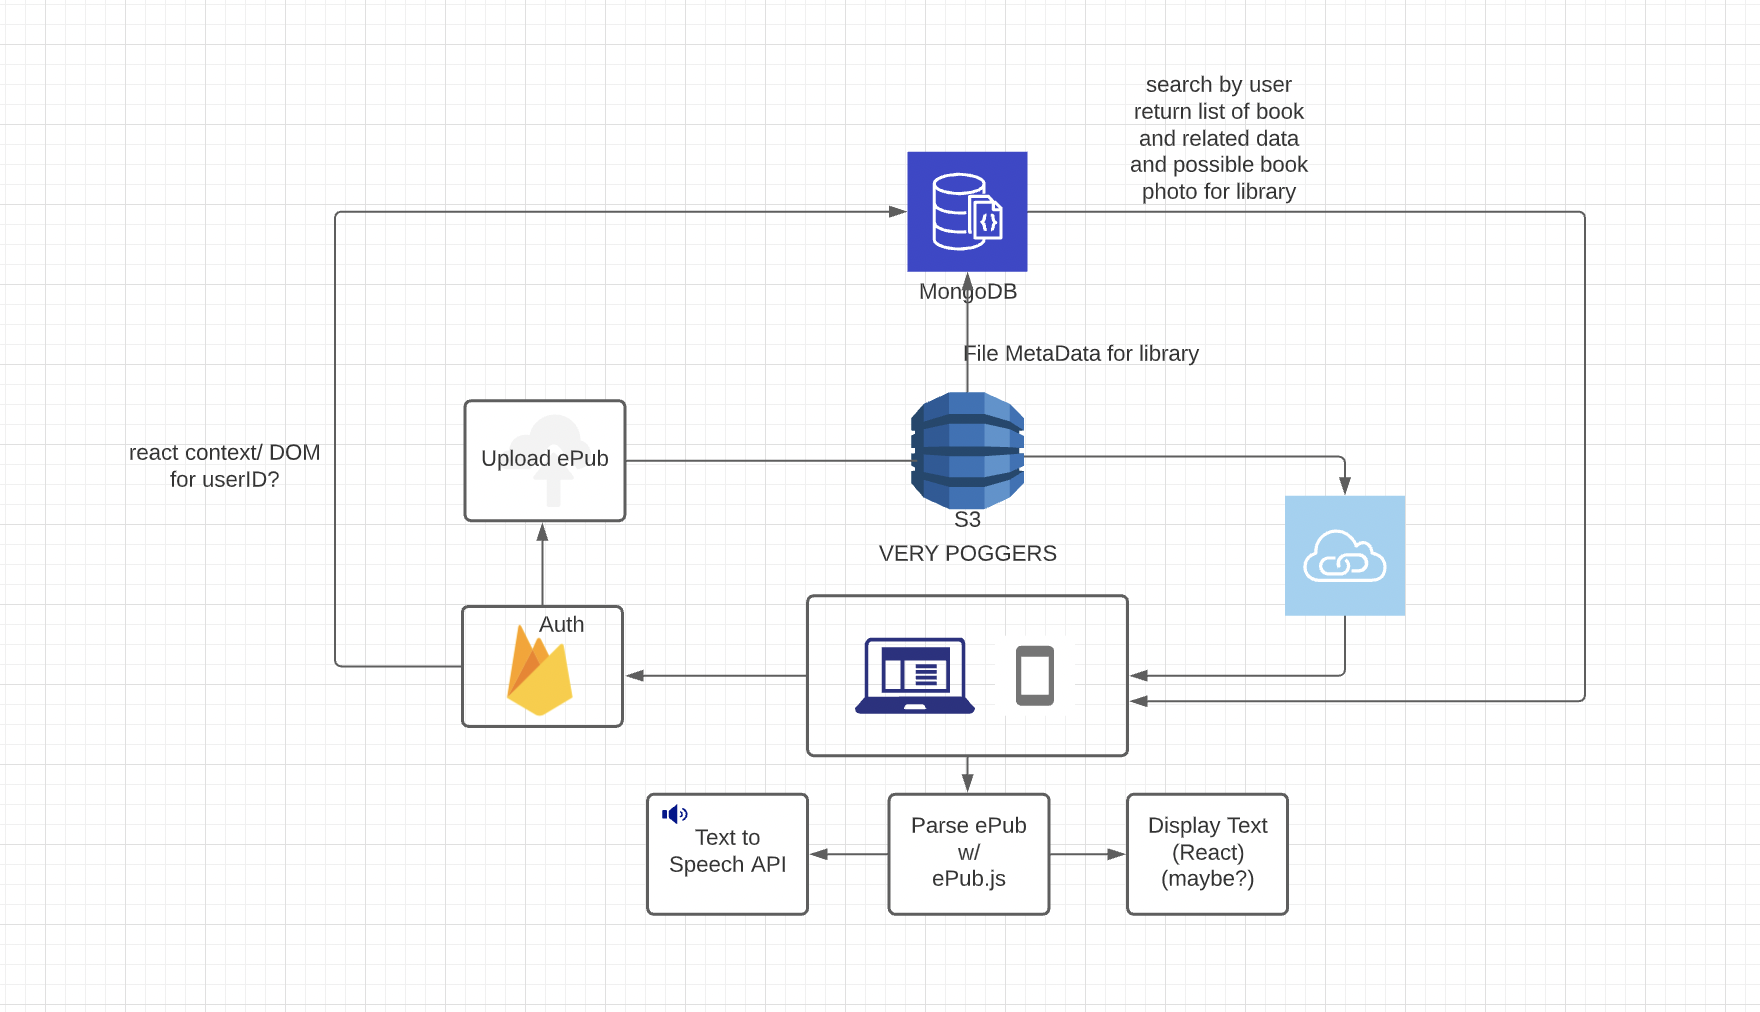 search by user
return list of book
and related data
and possible book
photo for library
MongoDB
File MetaData for library
react context/ DOM
for userID?
Upload ePub
S3
VERY POGGERS
Auth
Text to
Speech API
Parse ePub
w/
ePub.js
Display Text
(React)
(maybe?)